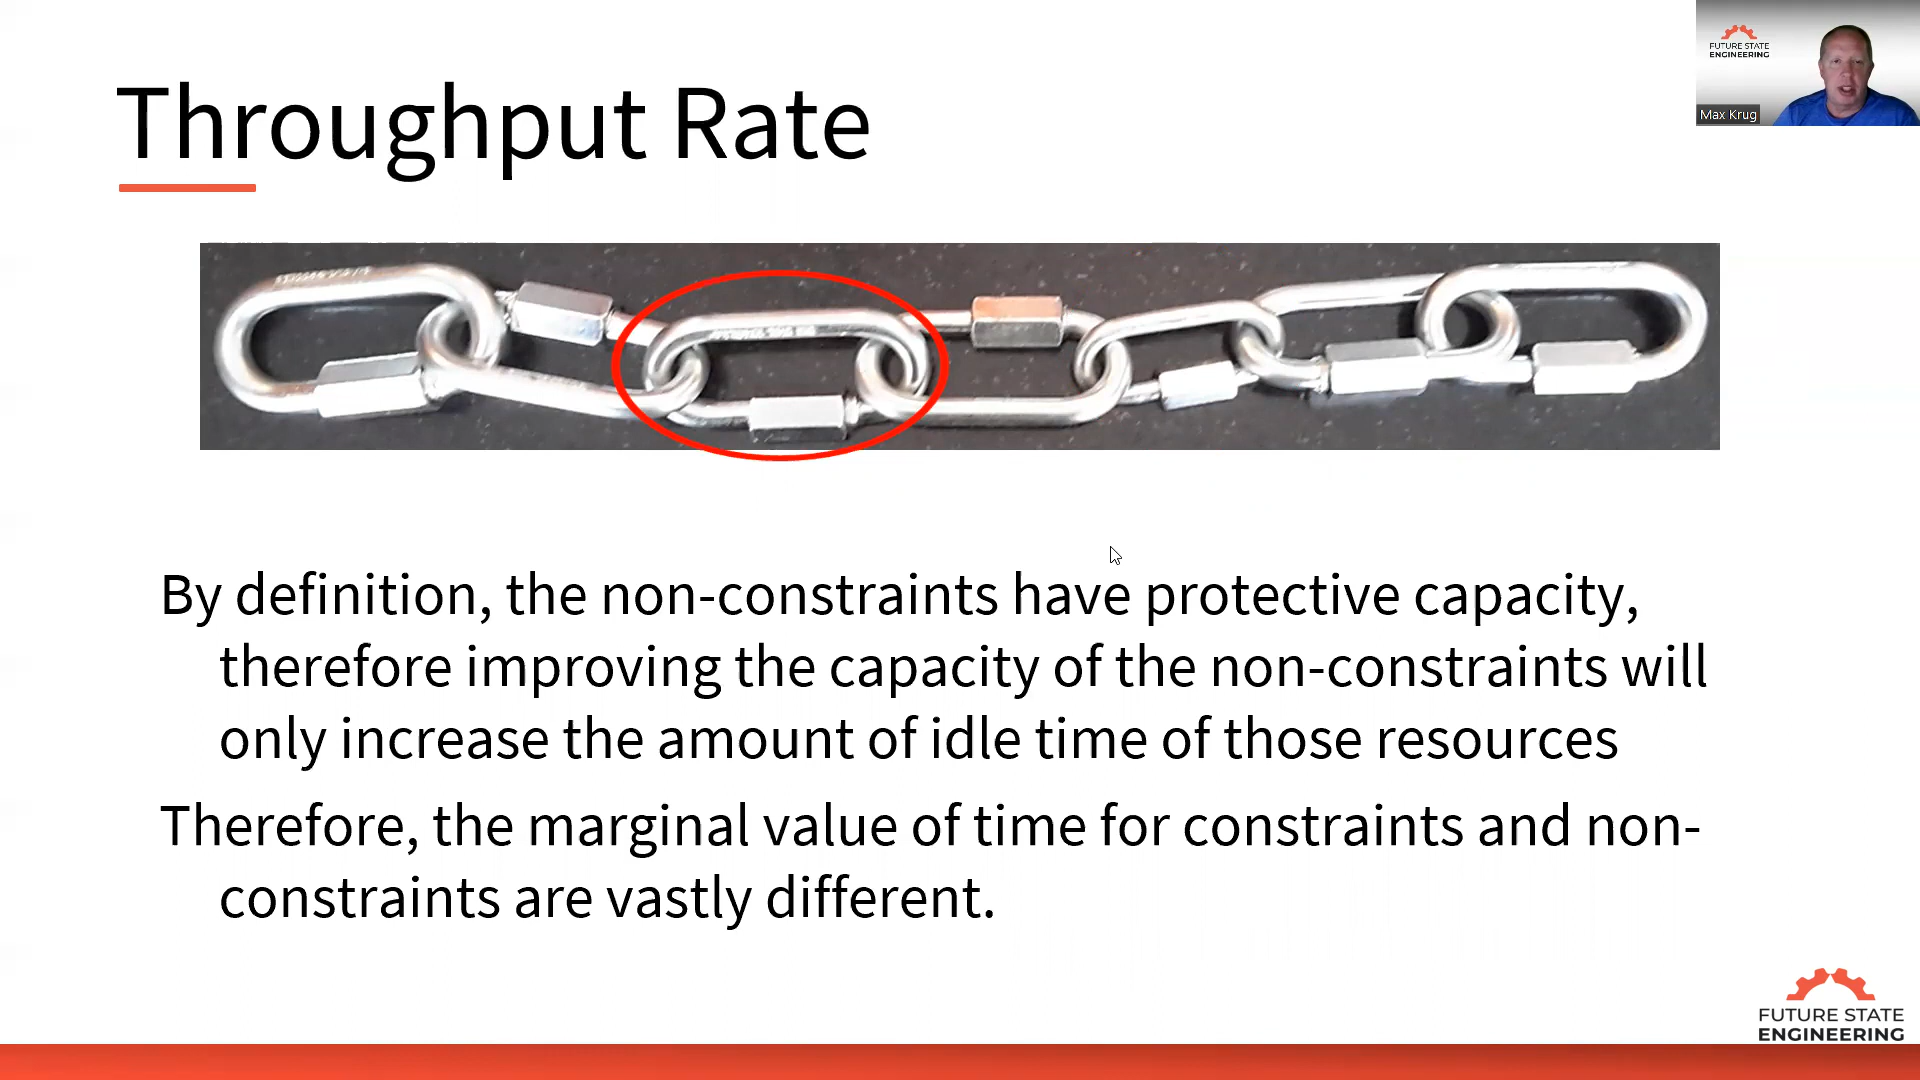 Throughput Rate
FUTURE STATE
ENGINEERING
Max Krug
By definition, the non-constraints have protective capacity,
therefore improving the capacity of the non-constraints will
only increase the amount of idle time of those resources
Therefore, the marginal value of time for constraints and non-
constraints are vastly different.
FUTURE STATE
ENGINEERING